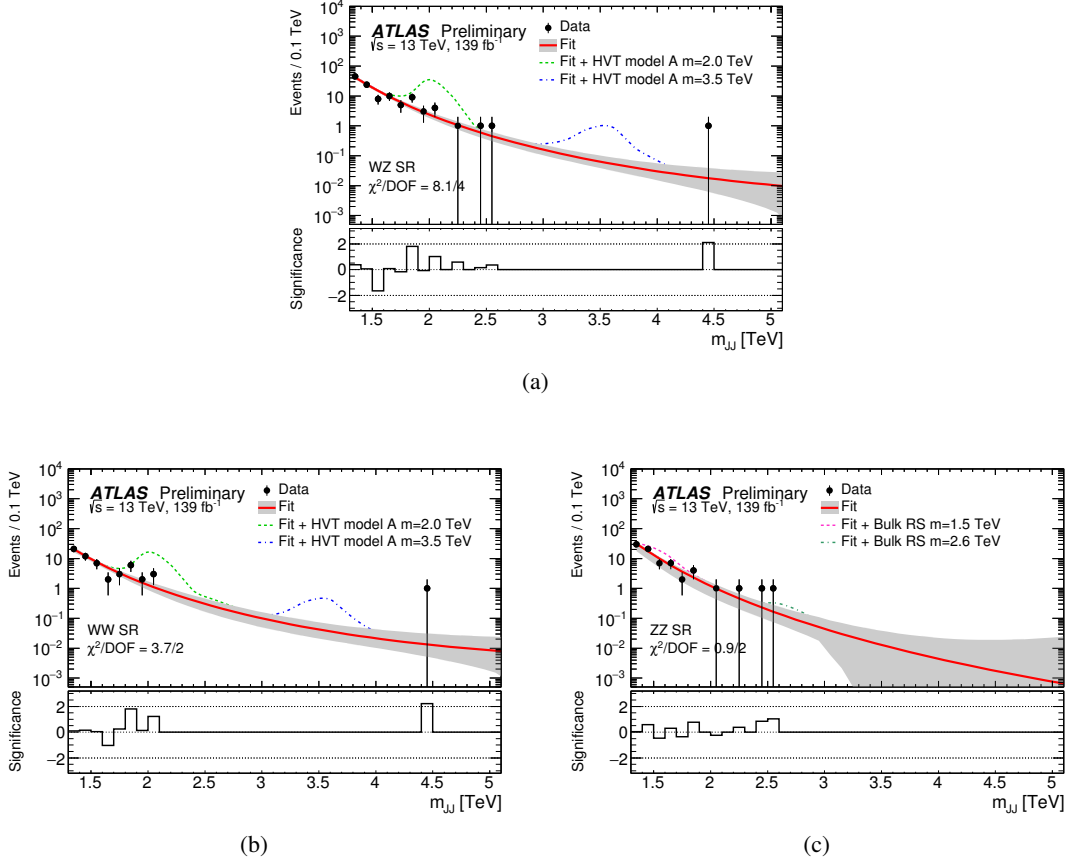 ATLAS Preliminary
√s = 13 TeV, 139 fb⁻¹
Data
Fit
Fit + HVT model A m=2.0 TeV
Fit + HVT model A m=3.5 TeV
Events / 0.1 TeV
10⁴
10³
10²
10
1
10⁻¹
10⁻²
10⁻³
WZ SR
χ²/DOF = 8.1/4
Significance
2
0
−2
1.5 2 2.5 3 3.5 4 4.5 5
m_JJ [TeV]
(a)
ATLAS Preliminary
√s = 13 TeV, 139 fb⁻¹
Data
Fit
Fit + HVT model A m=2.0 TeV
Fit + HVT model A m=3.5 TeV
Events / 0.1 TeV
10⁴
10³
10²
10
1
10⁻¹
10⁻²
10⁻³
WW SR
χ²/DOF = 3.7/2
Significance
2
0
−2
1.5 2 2.5 3 3.5 4 4.5 5
m_JJ [TeV]
(b)
ATLAS Preliminary
√s = 13 TeV, 139 fb⁻¹
Data
Fit
Fit + Bulk RS m=1.5 TeV
Fit + Bulk RS m=2.6 TeV
Events / 0.1 TeV
10⁴
10³
10²
10
1
10⁻¹
10⁻²
10⁻³
ZZ SR
χ²/DOF = 0.9/2
Significance
2
0
−2
1.5 2 2.5 3 3.5 4 4.5 5
m_JJ [TeV]
(c)